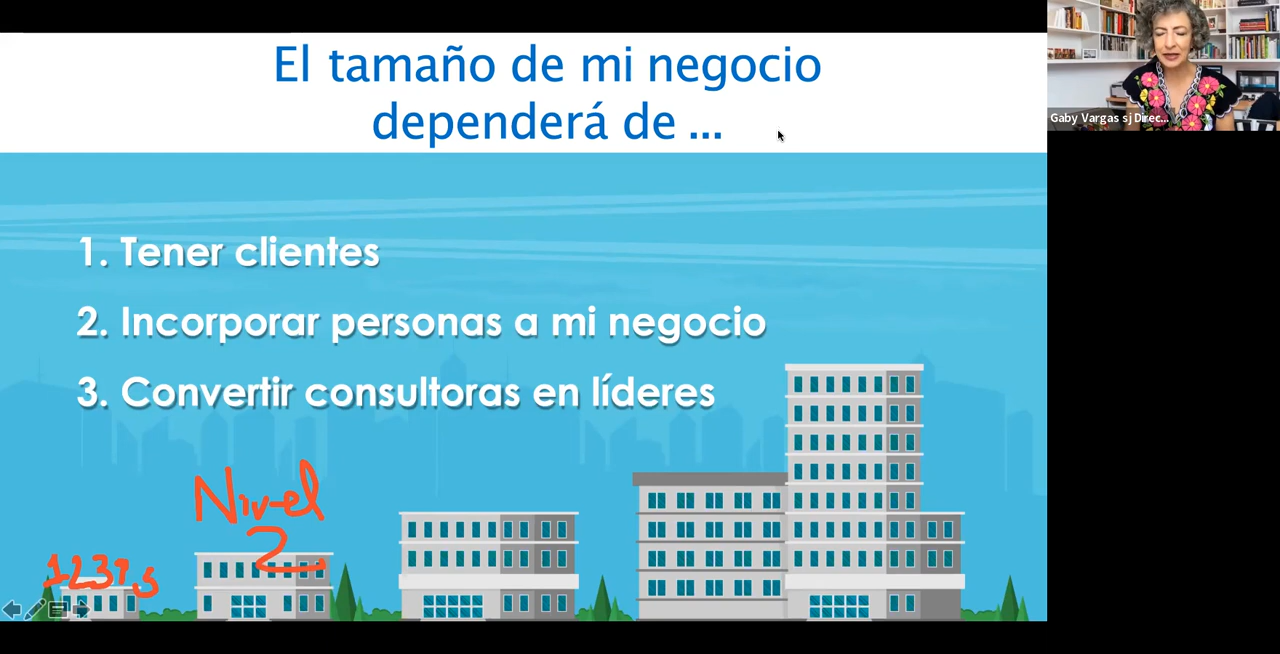 El tamaño de mi negocio
dependerá de ...
Gaby Vargas sj Direc...
1. Tener clientes
2. Incorporar personas a mi negocio
3. Convertir consultoras en líderes
Nivel
2